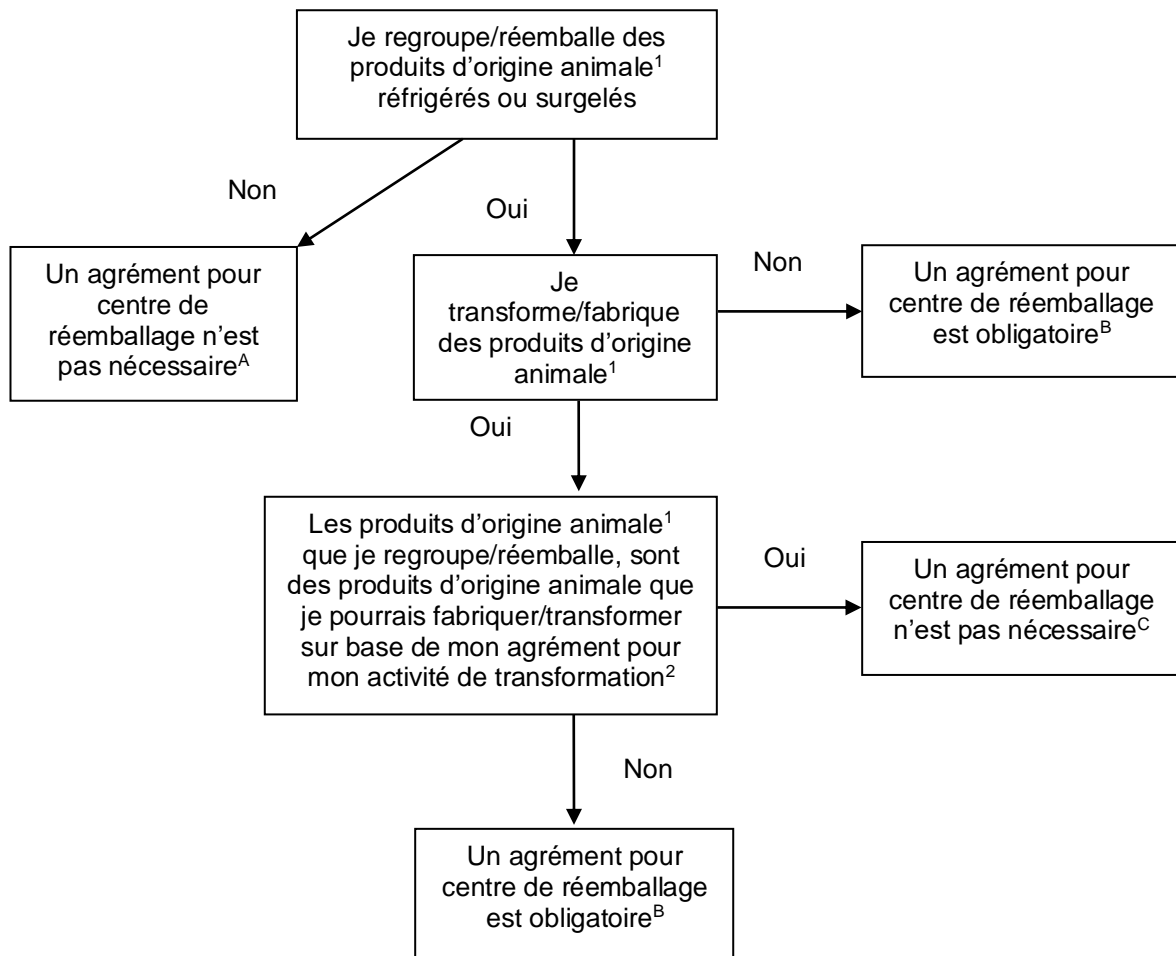 Je regroupe/réemballe des
produits d'origine animale¹
réfrigérés ou surgelés
Non
Oui
Un agrément pour
centre de
réemballage n'est
pas nécessaireᴬ
Je
transforme/fabrique
des produits d'origine
animale¹
Non
Un agrément pour
centre de réemballage
est obligatoireᴮ
Oui
Les produits d'origine animale¹
que je regroupe/réemballe, sont
des produits d'origine animale que
je pourrais fabriquer/transformer
sur base de mon agrément pour
mon activité de transformation²
Oui
Un agrément pour
centre de réemballage
n'est pas nécessaireᶜ
Non
Un agrément pour
centre de réemballage
est obligatoireᴮ